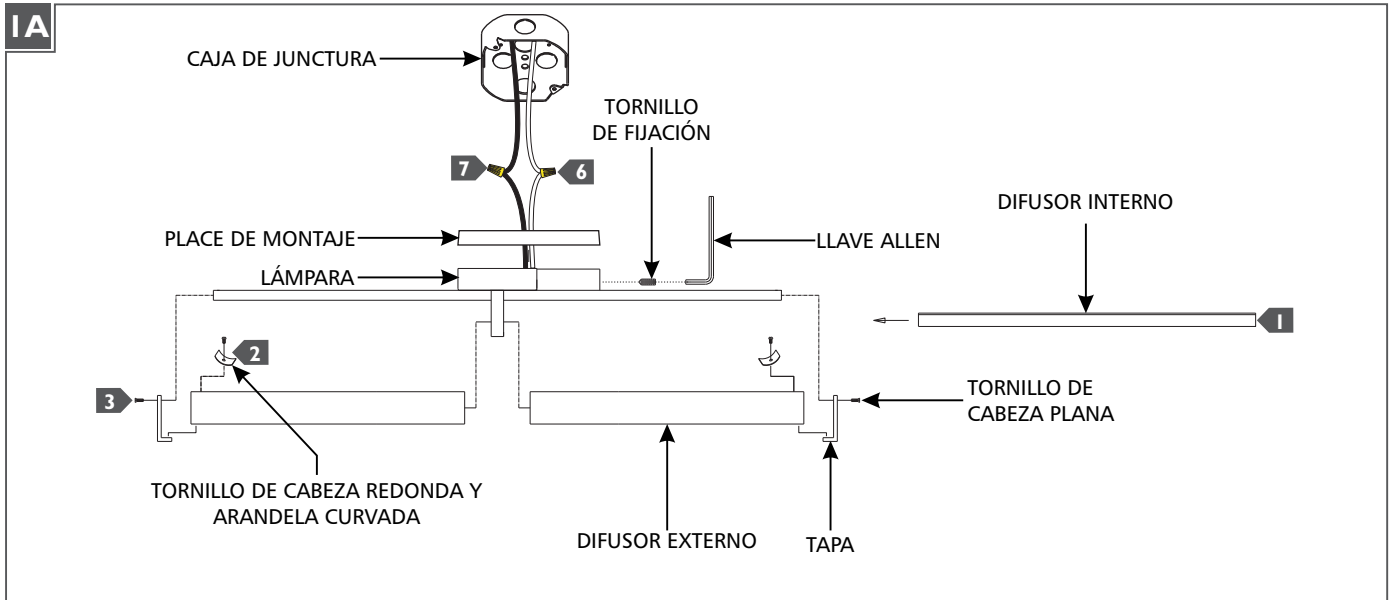 1A
CAJA DE JUNCTURA
TORNILLO
DE FIJACIÓN
7
6
DIFUSOR INTERNO
PLACE DE MONTAJE
LLAVE ALLEN
LÁMPARA
1
2
3
TORNILLO DE
CABEZA PLANA
TORNILLO DE CABEZA REDONDA Y
ARANDELA CURVADA
DIFUSOR EXTERNO
TAPA